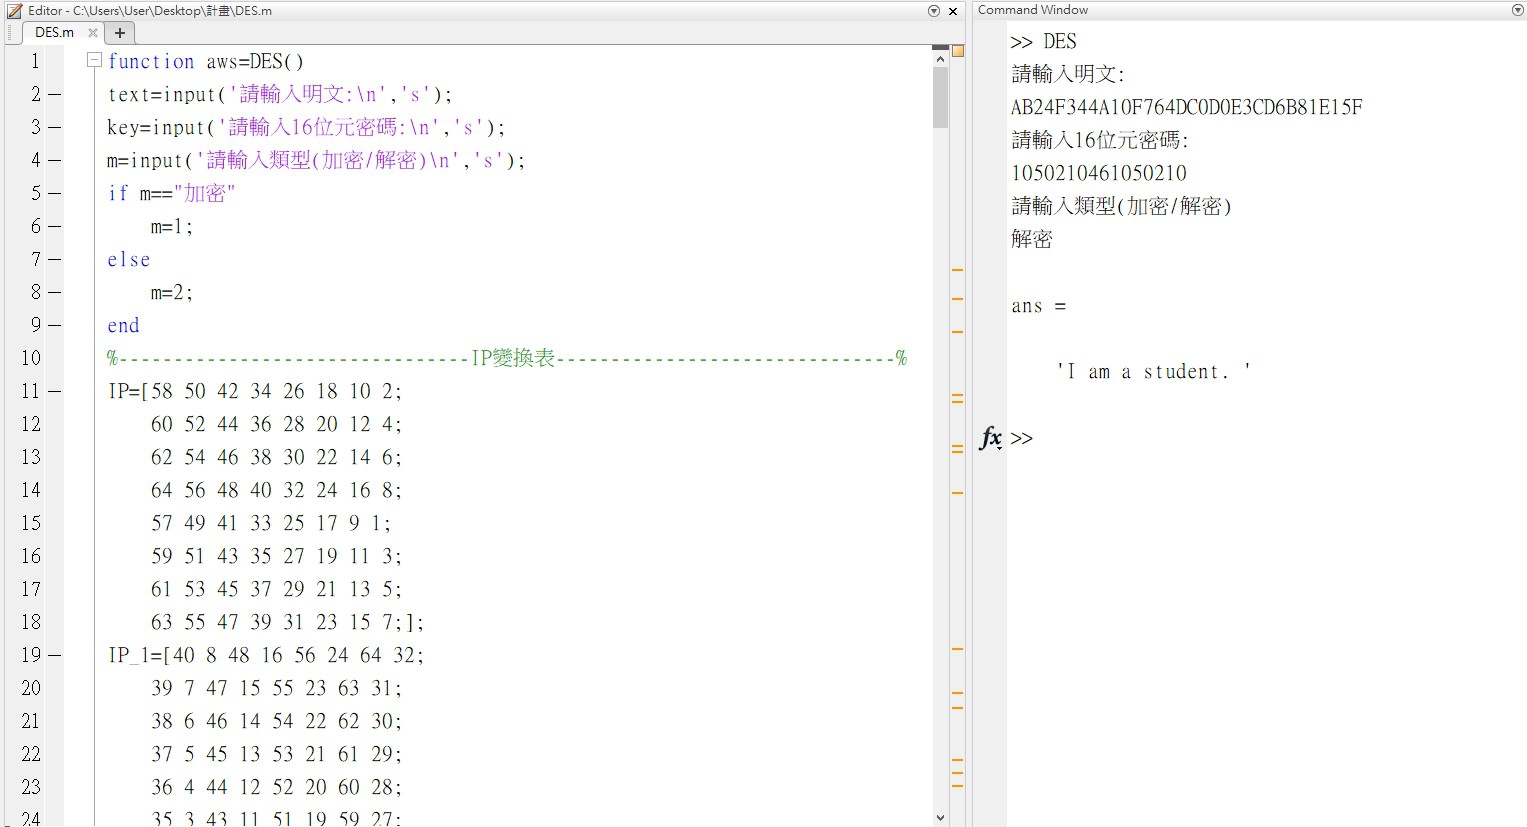 Editor - C:\Users\User\Desktop\計畫\DES.m
DES.m
1 function aws=DES()
2 text=input('請輸入明文:\n','s');
3 key=input('請輸入16位元密碼:\n','s');
4 m=input('請輸入類型(加密/解密)\n','s');
5 if m=="加密"
6 m=1;
7 else
8 m=2;
9 end
10 %--------------------------------IP變換表-------------------------------%
11 IP=[58 50 42 34 26 18 10 2;
12 60 52 44 36 28 20 12 4;
13 62 54 46 38 30 22 14 6;
14 64 56 48 40 32 24 16 8;
15 57 49 41 33 25 17 9 1;
16 59 51 43 35 27 19 11 3;
17 61 53 45 37 29 21 13 5;
18 63 55 47 39 31 23 15 7;];
19 IP_1=[40 8 48 16 56 24 64 32;
20 39 7 47 15 55 23 63 31;
21 38 6 46 14 54 22 62 30;
22 37 5 45 13 53 21 61 29;
23 36 4 44 12 52 20 60 28;
24 35 3 43 11 51 19 59 27;
Command Window
>> DES
請輸入明文:
AB24F344A10F764DC0D0E3CD6B81E15F
請輸入16位元密碼:
1050210461050210
請輸入類型(加密/解密)
解密
ans =
'I am a student. '
fx >>